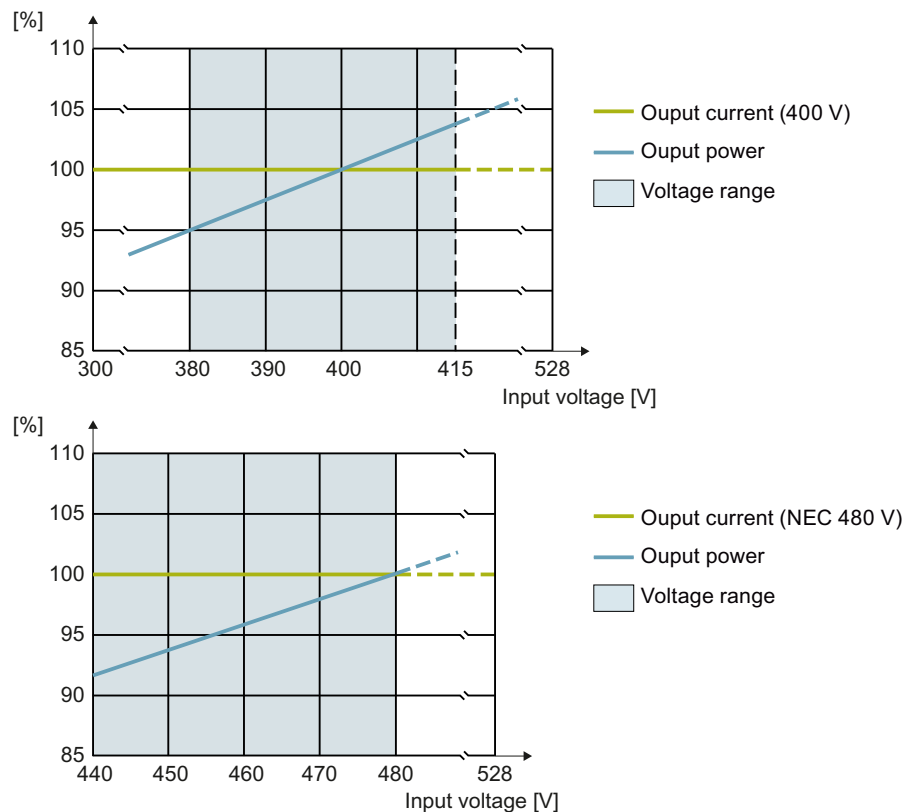 [%]
110
105
100
95
90
85
300 380 390 400 415 528
Input voltage [V]
Ouput current (400 V)
Ouput power
Voltage range
[%]
110
105
100
95
90
85
440 450 460 470 480 528
Input voltage [V]
Ouput current (NEC 480 V)
Ouput power
Voltage range